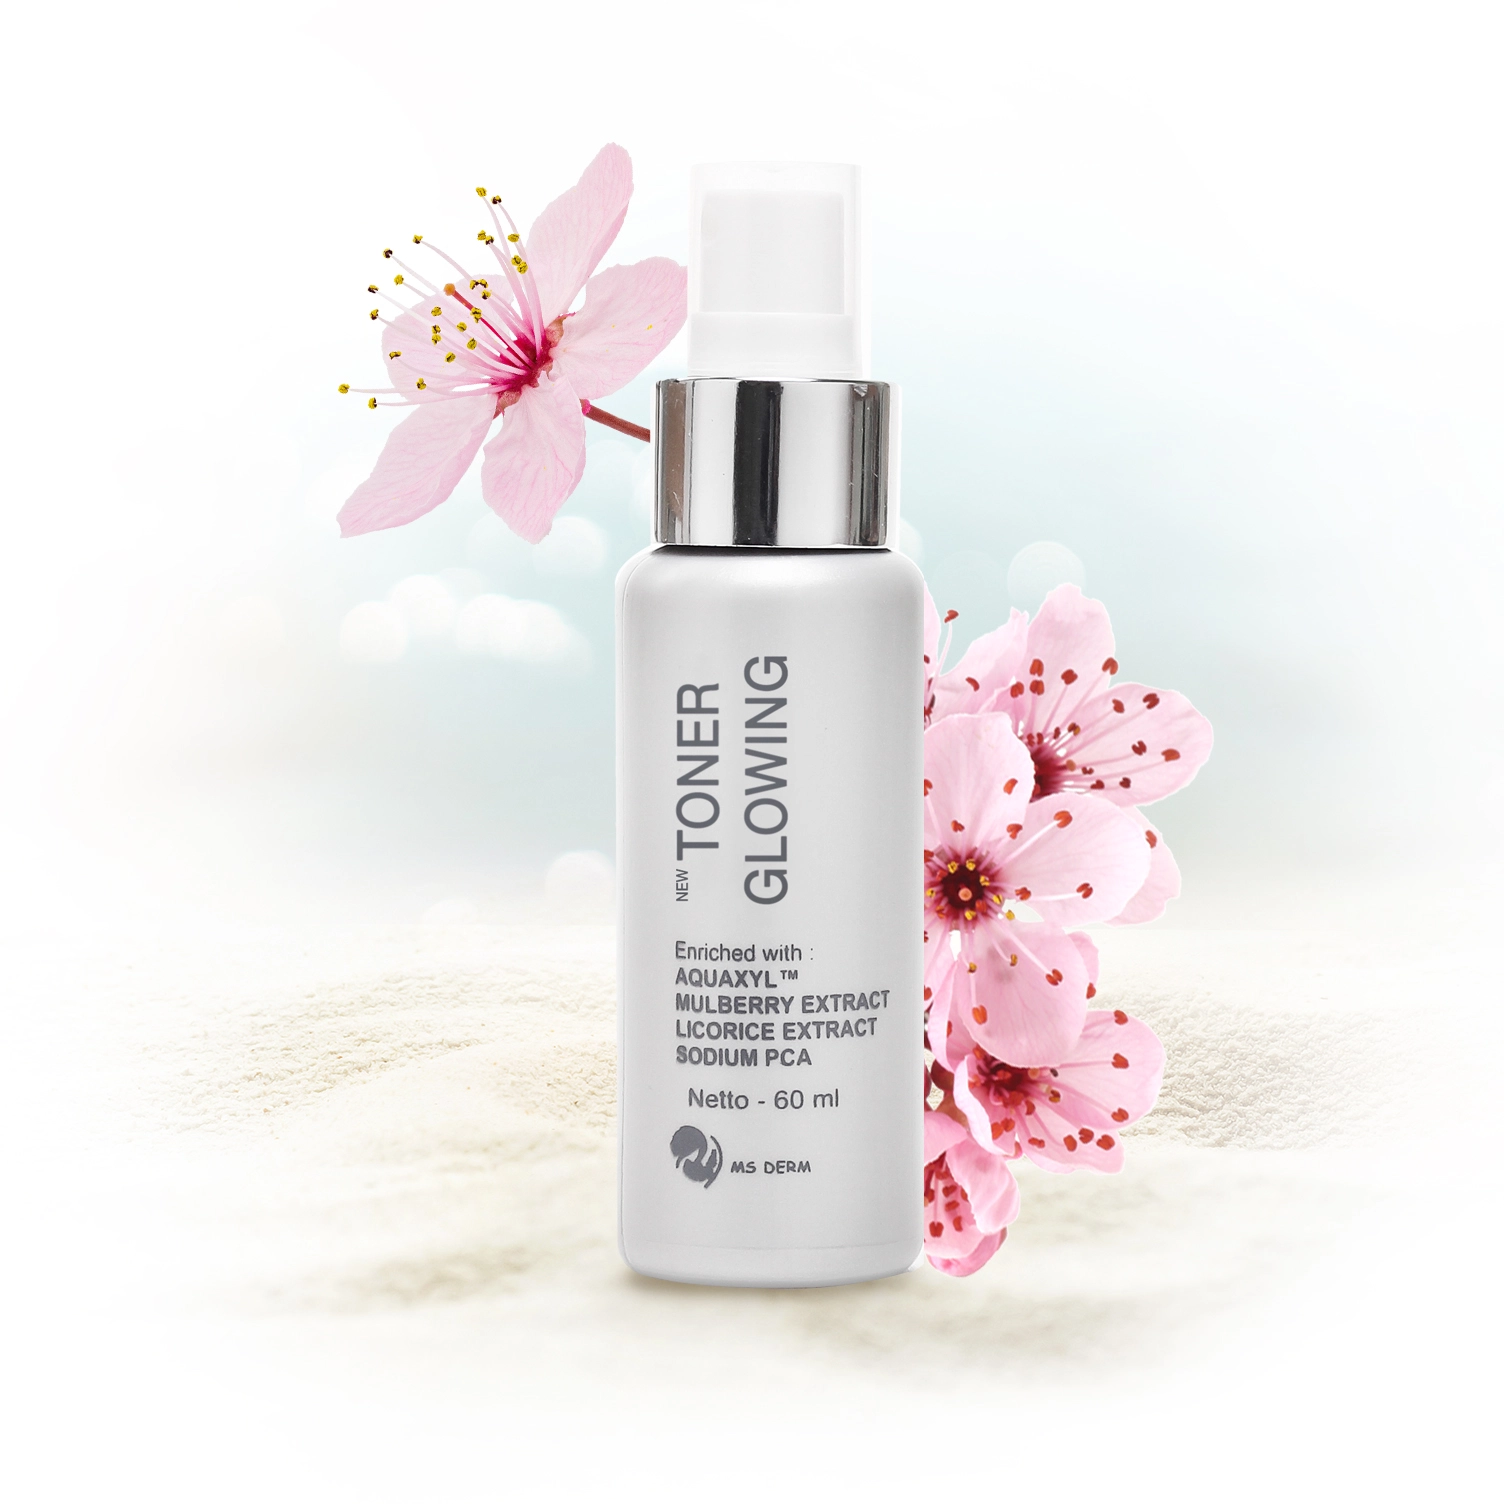 NEW TONER
GLOWING
Enriched with :
AQUAXYL™
MULBERRY EXTRACT
LICORICE EXTRACT
SODIUM PCA
Netto - 60 ml
MS DERM